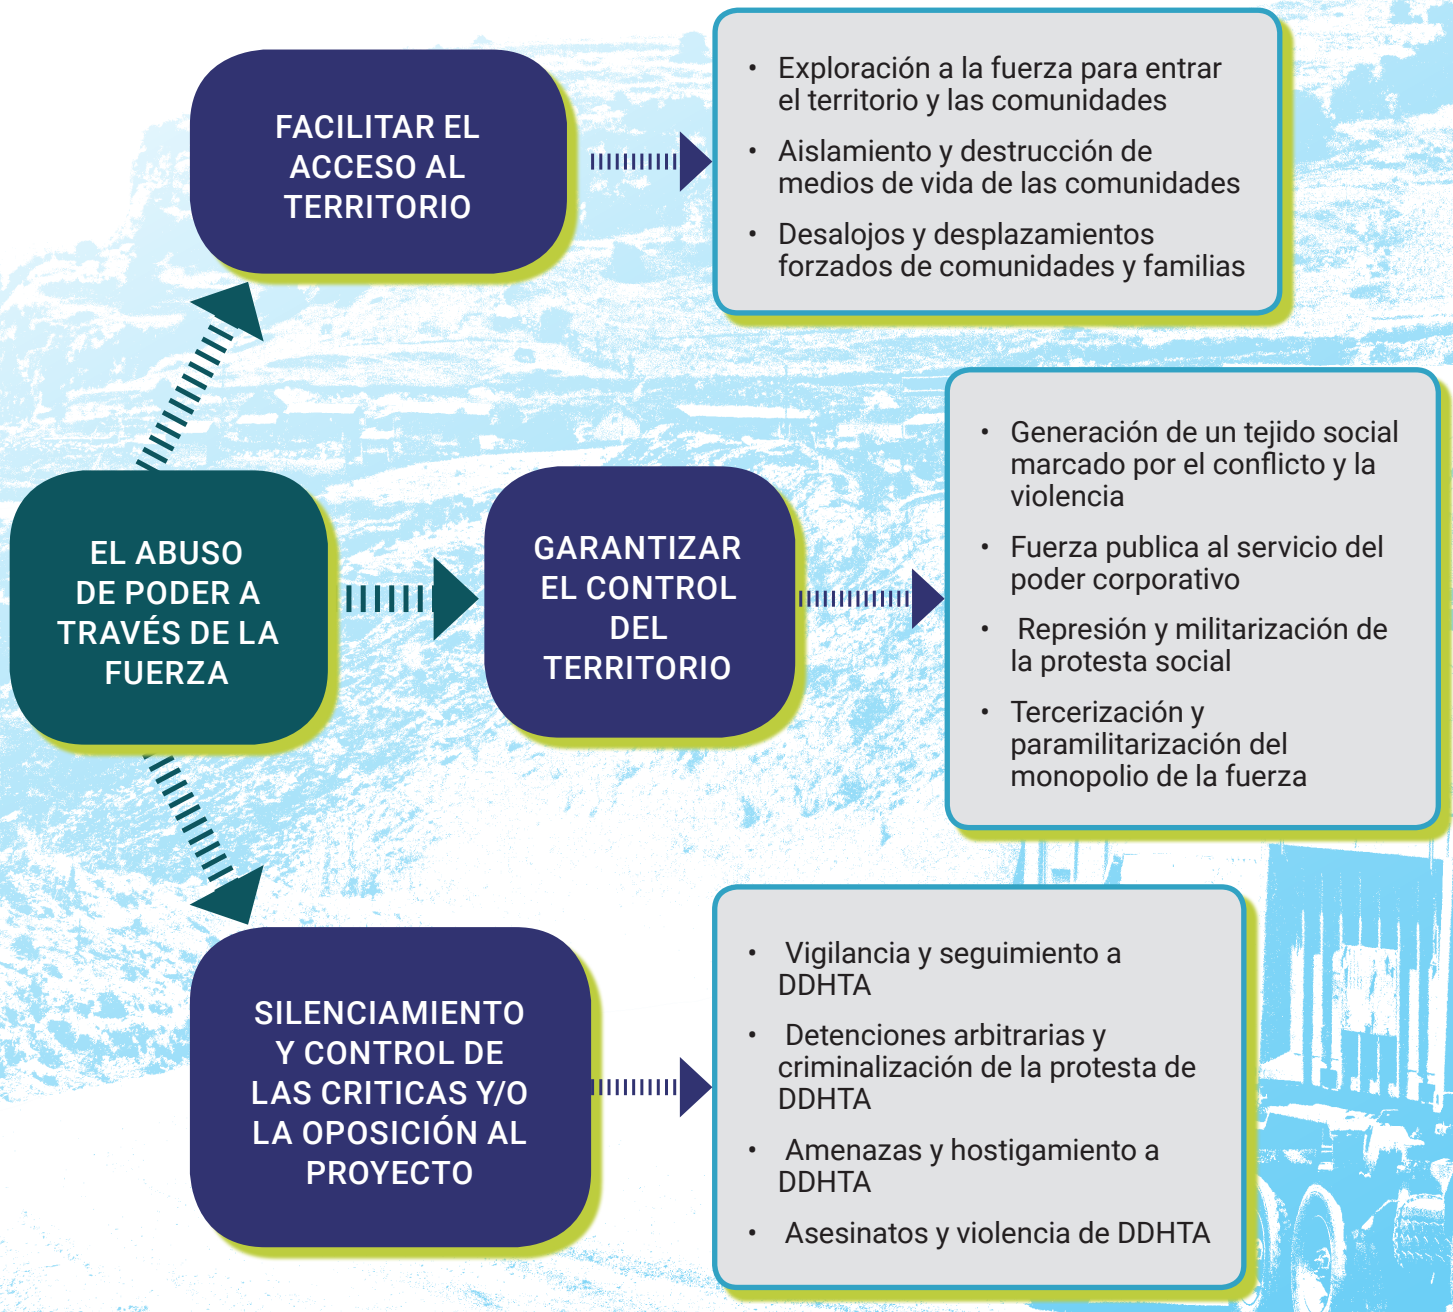 FACILITAR EL
ACCESO AL
TERRITORIO
• Exploración a la fuerza para entrar
el territorio y las comunidades
• Aislamiento y destrucción de
medios de vida de las comunidades
• Desalojos y desplazamientos
forzados de comunidades y familias
EL ABUSO
DE PODER A
TRAVÉS DE LA
FUERZA
GARANTIZAR
EL CONTROL
DEL
TERRITORIO
• Generación de un tejido social
marcado por el conflicto y la
violencia
• Fuerza publica al servicio del
poder corporativo
• Represión y militarización de
la protesta social
• Tercerización y
paramilitarización del
monopolio de la fuerza
SILENCIAMIENTO
Y CONTROL DE
LAS CRITICAS Y/O
LA OPOSICIÓN AL
PROYECTO
• Vigilancia y seguimiento a
DDHTA
• Detenciones arbitrarias y
criminalización de la protesta de
DDHTA
• Amenazas y hostigamiento a
DDHTA
• Asesinatos y violencia de DDHTA